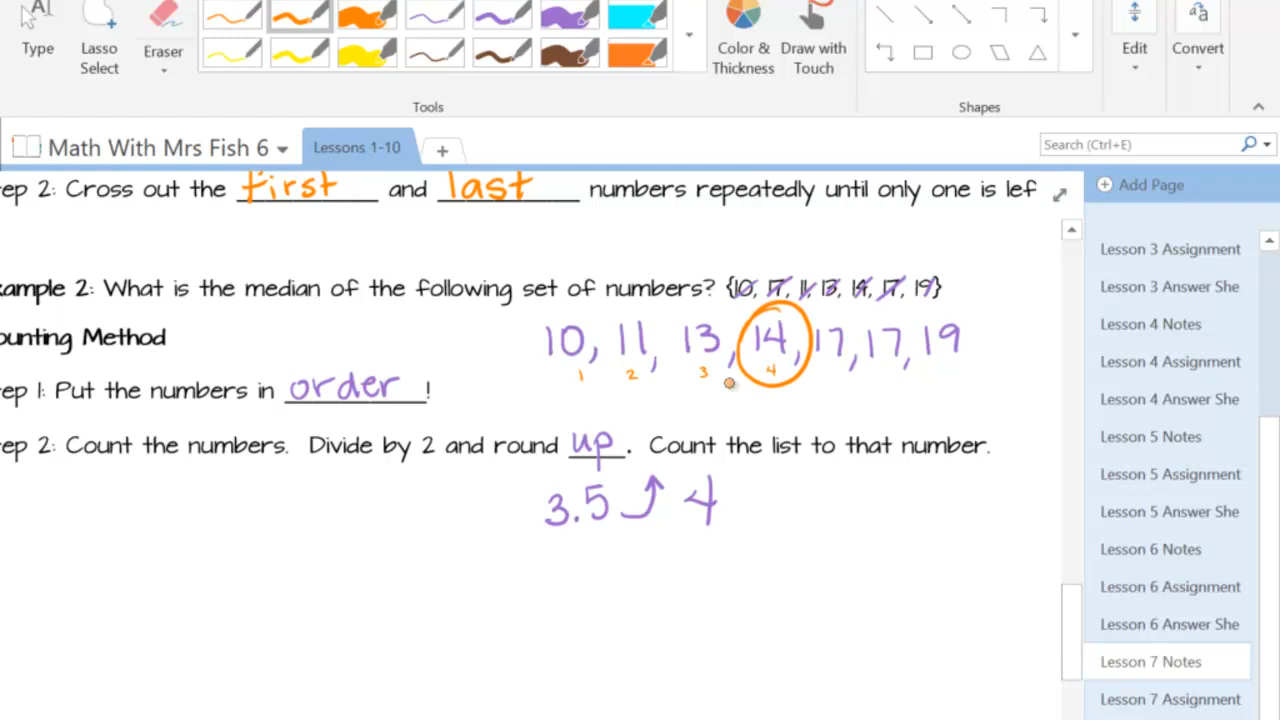 Type
Lasso Select
Eraser
Color & Thickness
Draw with Touch
Edit
Convert
Tools
Shapes
Math With Mrs Fish 6
Lessons 1-10
+
Search (Ctrl+E)
ep 2: Cross out the first and last numbers repeatedly until only one is lef
xample 2: What is the median of the following set of numbers? {10, 17, 11, 13, 14, 17, 19}
10, 11, 13, 14, 17, 17, 19
1 2 3 4
ounting Method
ep 1: Put the numbers in order!
ep 2: Count the numbers. Divide by 2 and round up. Count the list to that number.
3.5 4
Add Page
Lesson 3 Assignment
Lesson 3 Answer She
Lesson 4 Notes
Lesson 4 Assignment
Lesson 4 Answer She
Lesson 5 Notes
Lesson 5 Assignment
Lesson 5 Answer She
Lesson 6 Notes
Lesson 6 Assignment
Lesson 6 Answer She
Lesson 7 Notes
Lesson 7 Assignment